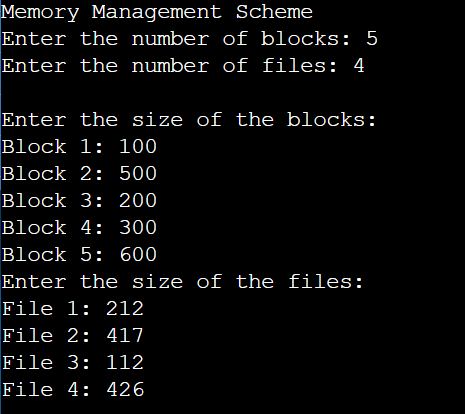 Memory Management Scheme
Enter the number of blocks: 5
Enter the number of files: 4
Enter the size of the blocks:
Block 1: 100
Block 2: 500
Block 3: 200
Block 4: 300
Block 5: 600
Enter the size of the files:
File 1: 212
File 2: 417
File 3: 112
File 4: 426